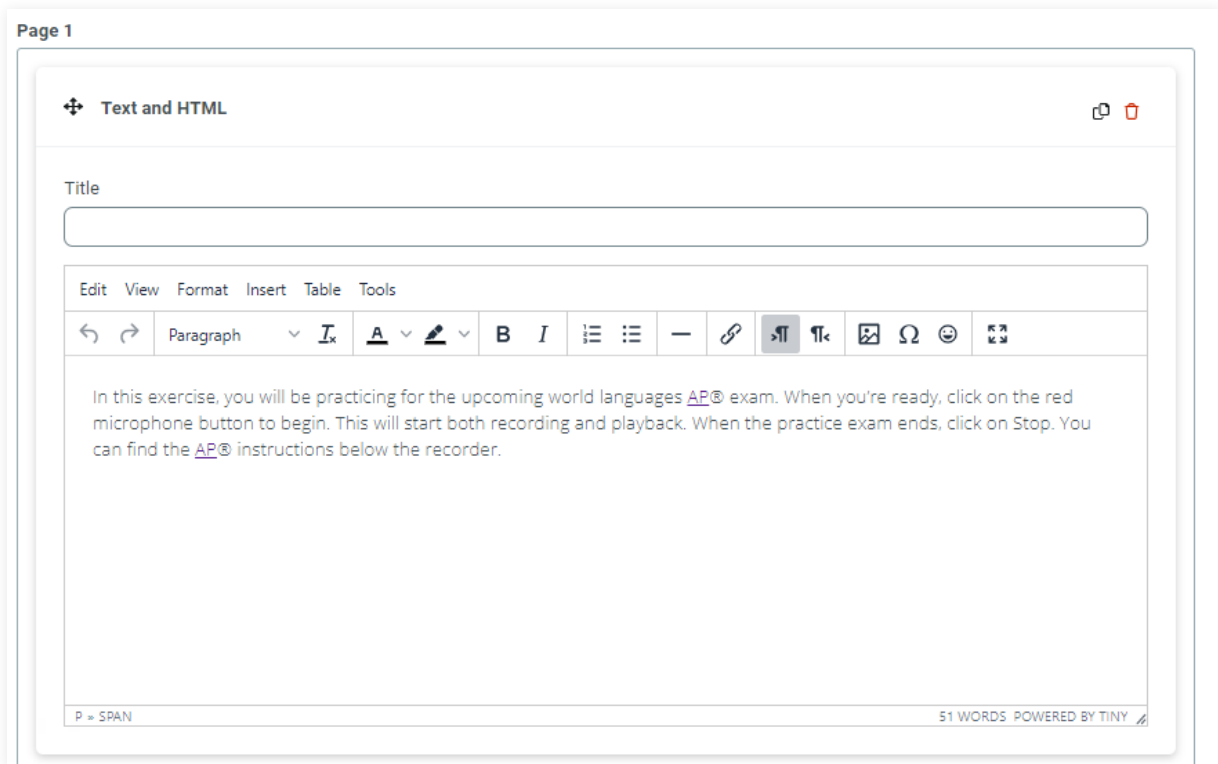 Page 1
Text and HTML
Title
Edit View Format Insert Table Tools
Paragraph
In this exercise, you will be practicing for the upcoming world languages AP® exam. When you're ready, click on the red
microphone button to begin. This will start both recording and playback. When the practice exam ends, click on Stop. You
can find the AP® instructions below the recorder.
P » SPAN 51 WORDS POWERED BY TINY